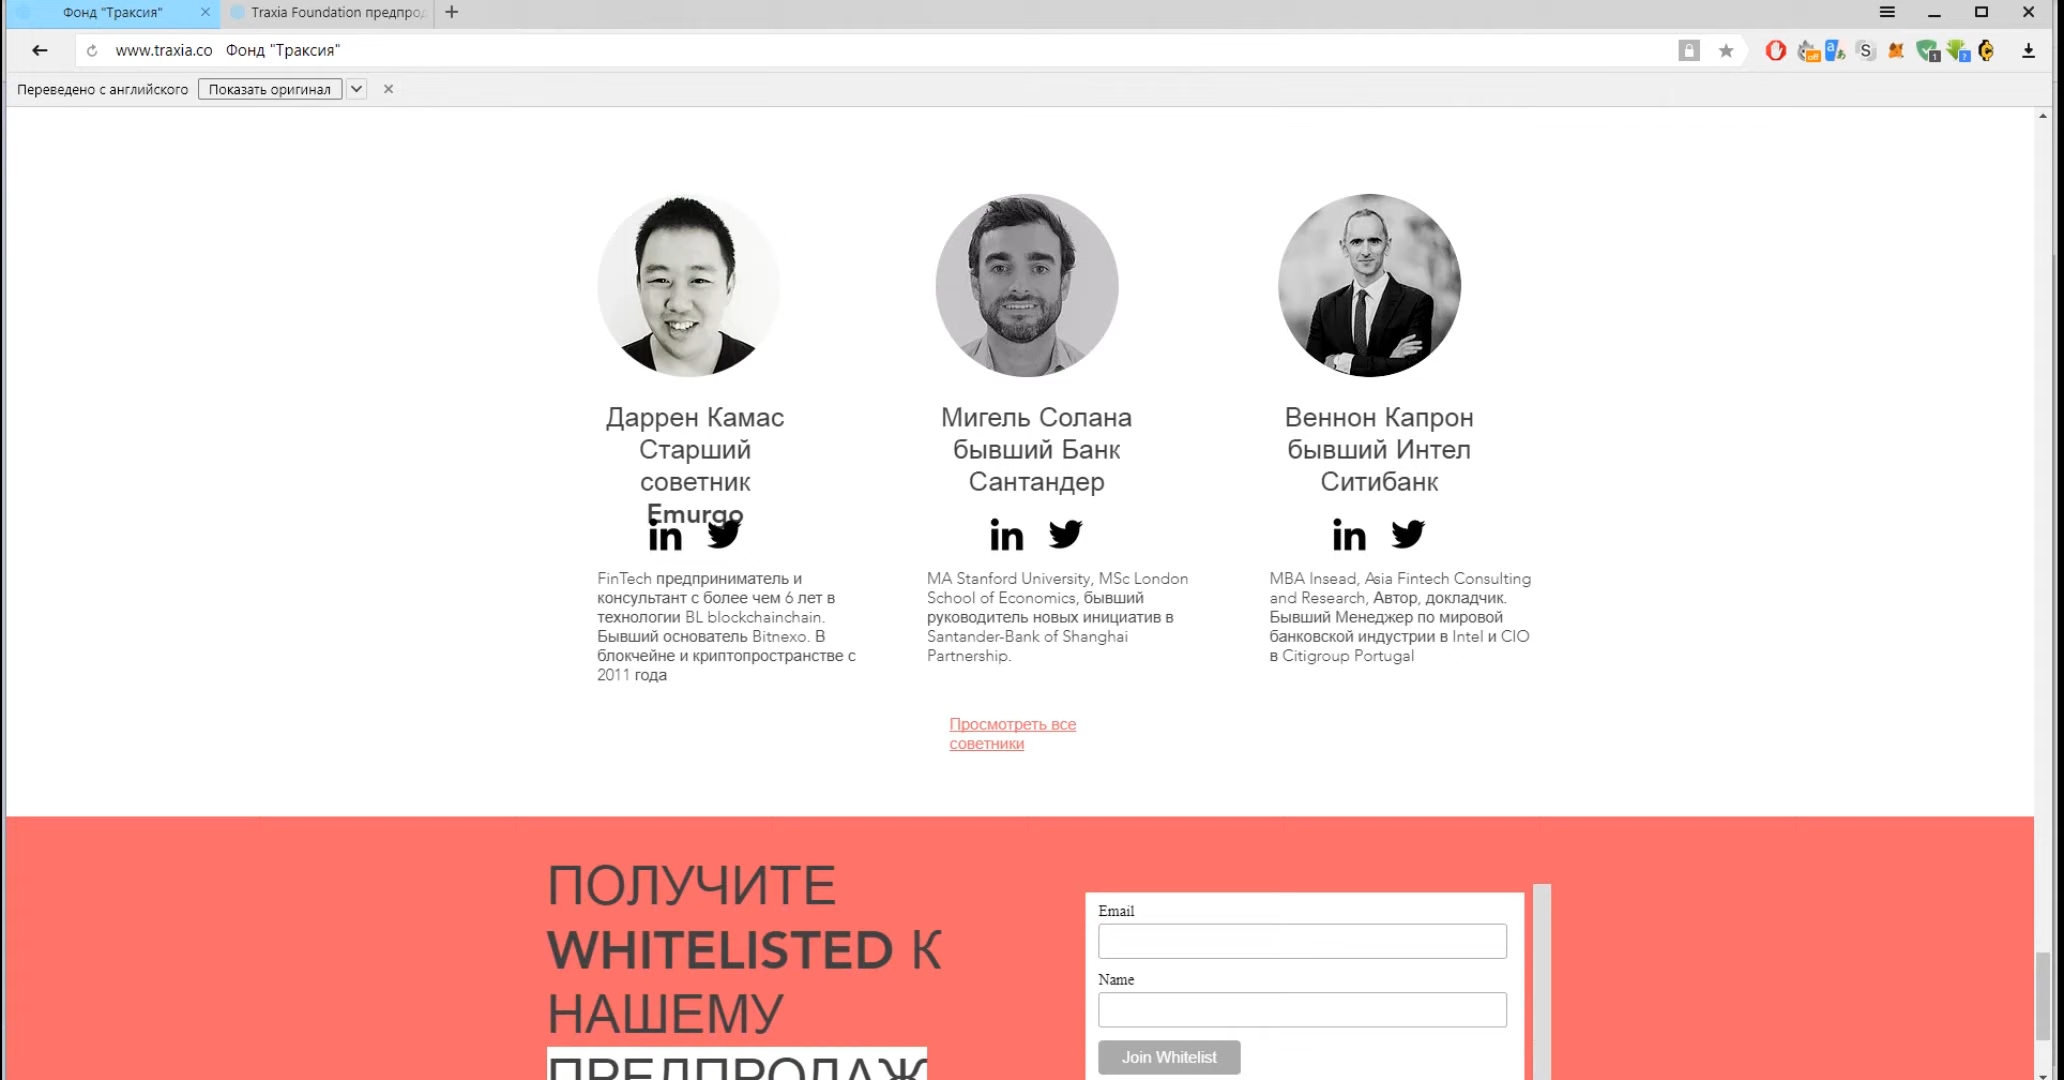 Фонд "Траксия"
Traxia Foundation предпро
www.traxia.co Фонд "Траксия"
Переведено с английского Показать оригинал
Даррен Камас
Старший
советник
Emurgo
in
FinTech предприниматель и
консультант с более чем 6 лет в
технологии BL blockchainchain.
Бывший основатель Bitnexo. В
блокчейне и криптопространстве с
2011 года
Мигель Солана
бывший Банк
Сантандер
in
MA Stanford University, MSc London
School of Economics, бывший
руководитель новых инициатив в
Santander-Bank of Shanghai
Partnership.
Веннон Капрон
бывший Интел
Ситибанк
in
MBA Insead, Asia Fintech Consulting
and Research, Автор, докладчик.
Бывший Менеджер по мировой
банковской индустрии в Intel и CIO
в Citigroup Portugal
Просмотреть все
советники
ПОЛУЧИТЕ
WHITELISTED К
НАШЕМУ
ПРЕДПРОДАЖ
Email
Name
Join Whitelist